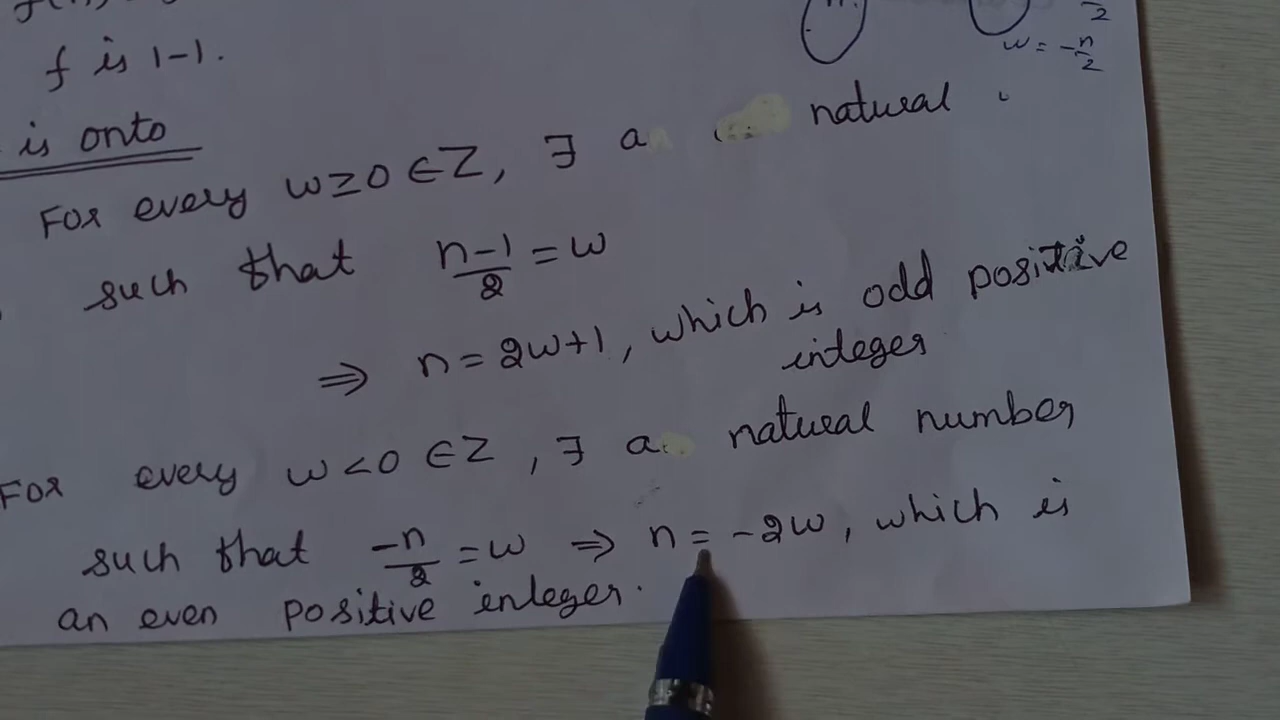 f(n)
w = -n/2
f is 1-1.
is onto
For every w≥0 ∈ Z, ∃ a natural
such that n-1/2 = w
⇒ n = 2w+1, which is odd positive
integer
For every w<0 ∈ Z, ∃ a natural number
such that -n/2 = w ⇒ n = -2w, which is
an even positive integer.